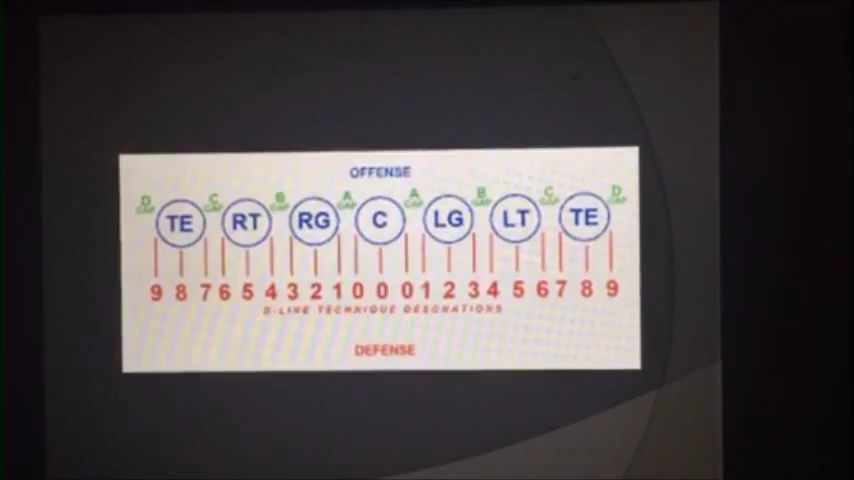 OFFENSE
D GAP C GAP B GAP A GAP A GAP B GAP C GAP D GAP
TE RT RG C LG LT TE
9 8 7 6 5 4 3 2 1 0 0 0 1 2 3 4 5 6 7 8 9
D-LINE TECHNIQUE DESGNATIONS
DEFENSE